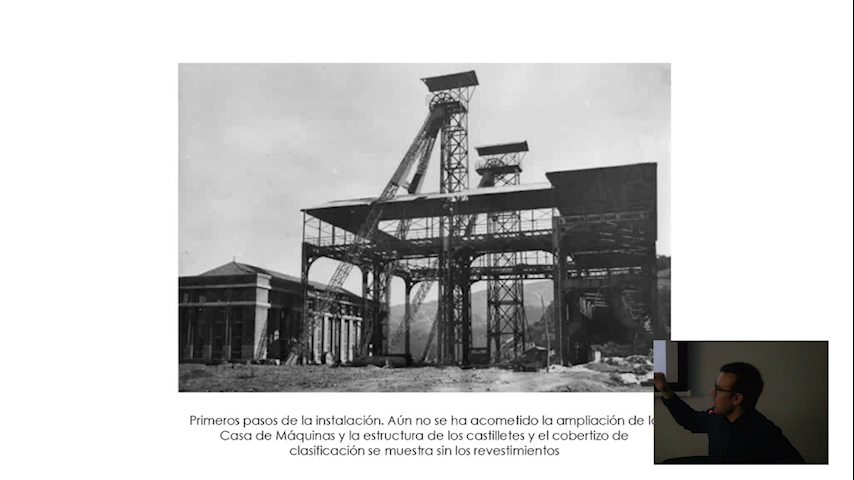 Primeros pasos de la instalación. Aún no se ha acometido la ampliación de
Casa de Máquinas y la estructura de los castilletes y el cobertizo de
clasificación se muestra sin los revestimientos